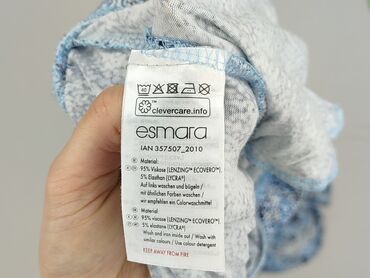 40
clevercare.info
esmara
IAN 357507_2010
Material:
95% Viskose (LENZING™ ECOVERO™),
5% Elasthan (LYCRA®)
Auf links waschen und bügeln /
mit ähnlichen Farben waschen /
wir empfehlen ein Colorwaschmittel
Material:
95% viscose (LENZING™ ECOVERO™),
5% elastane (LYCRA®)
Wash and iron inside out / Wash with
similar colours / Use colour detergent
KEEP AWAY FROM FIRE